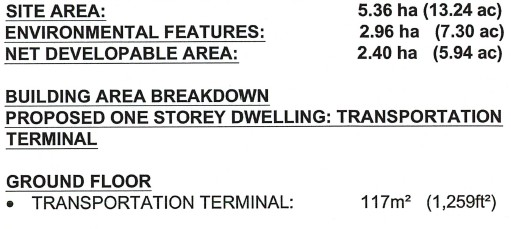 SITE AREA: 5.36 ha (13.24 ac)
ENVIRONMENTAL FEATURES: 2.96 ha (7.30 ac)
NET DEVELOPABLE AREA: 2.40 ha (5.94 ac)
BUILDING AREA BREAKDOWN
PROPOSED ONE STOREY DWELLING: TRANSPORTATION
TERMINAL
GROUND FLOOR
• TRANSPORTATION TERMINAL: 117m² (1,259ft²)